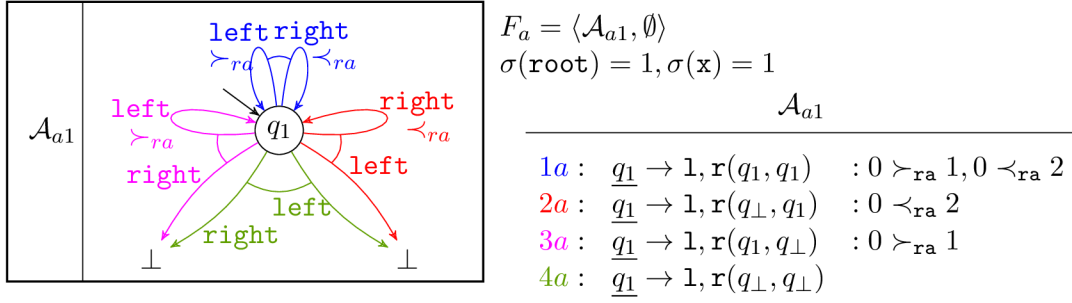 𝒜ₐ₁
left right
≻ᵣₐ ≺ᵣₐ
left right
≻ᵣₐ q₁ ≺ᵣₐ
right left
left
right
⊥ ⊥
Fₐ = ⟨𝒜ₐ₁, ∅⟩
σ(root) = 1, σ(x) = 1
𝒜ₐ₁
1a : q₁ → l, r(q₁, q₁) : 0 ≻ᵣₐ 1, 0 ≺ᵣₐ 2
2a : q₁ → l, r(q⊥, q₁) : 0 ≺ᵣₐ 2
3a : q₁ → l, r(q₁, q⊥) : 0 ≻ᵣₐ 1
4a : q₁ → l, r(q⊥, q⊥)